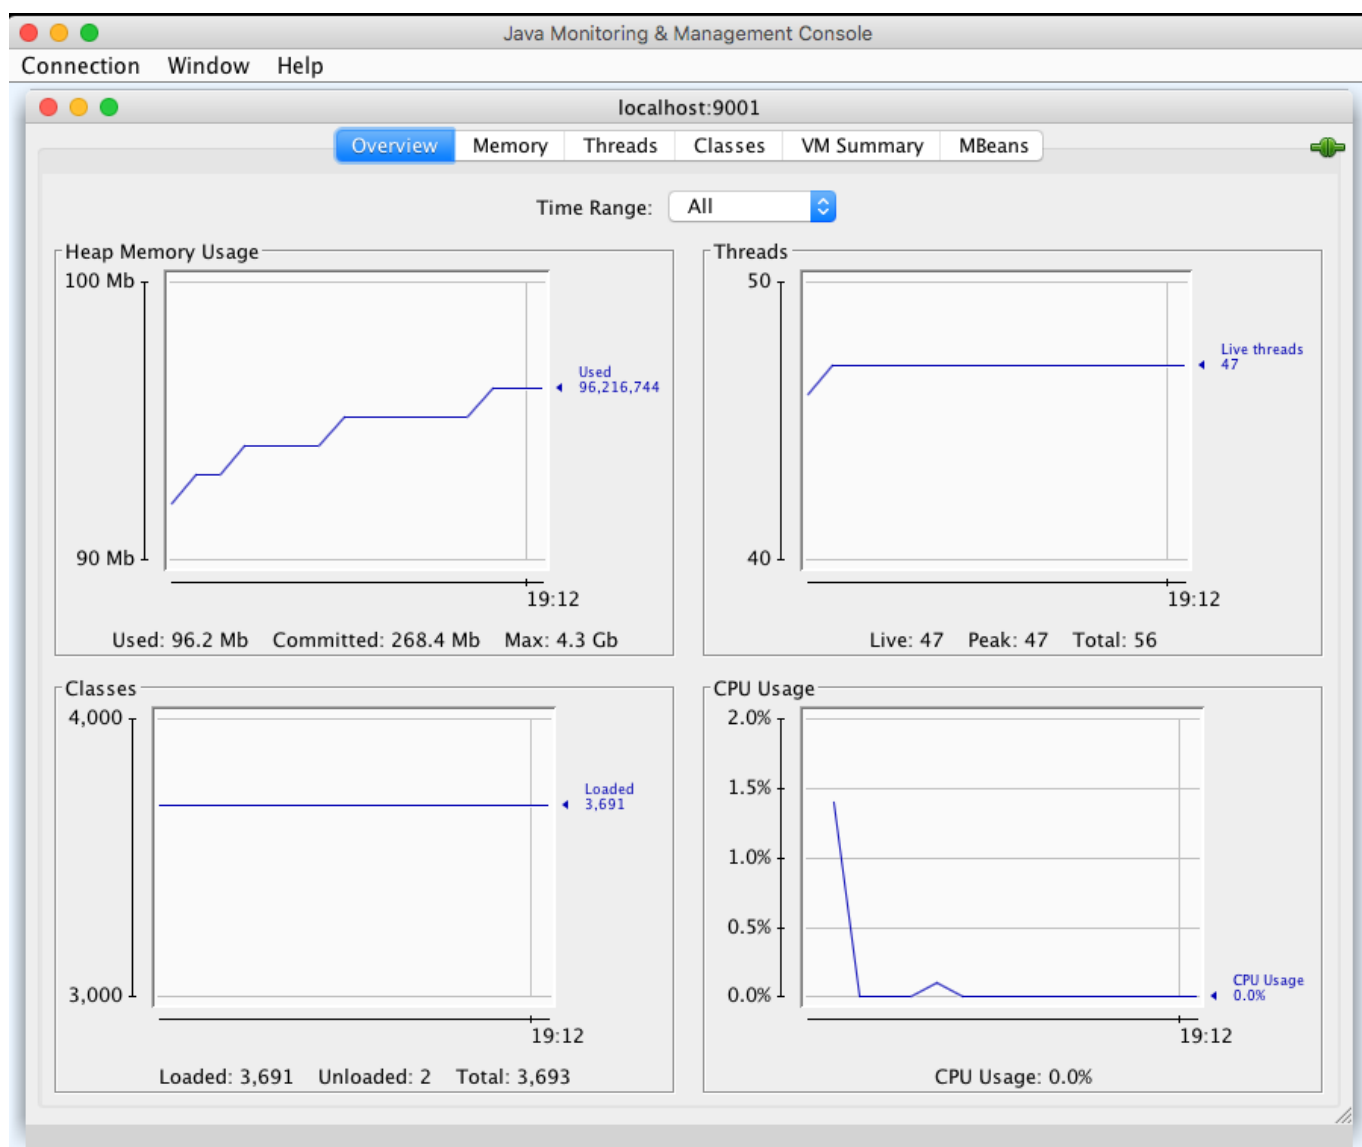 Java Monitoring & Management Console
Connection Window Help
localhost:9001
Overview Memory Threads Classes VM Summary MBeans
Time Range: All
Heap Memory Usage
100 Mb
Used
96,216,744
90 Mb
19:12
Used: 96.2 Mb Committed: 268.4 Mb Max: 4.3 Gb
Threads
50
Live threads
47
40
19:12
Live: 47 Peak: 47 Total: 56
Classes
4,000
Loaded
3,691
3,000
19:12
Loaded: 3,691 Unloaded: 2 Total: 3,693
CPU Usage
2.0%
1.5%
1.0%
0.5%
0.0%
CPU Usage
0.0%
19:12
CPU Usage: 0.0%